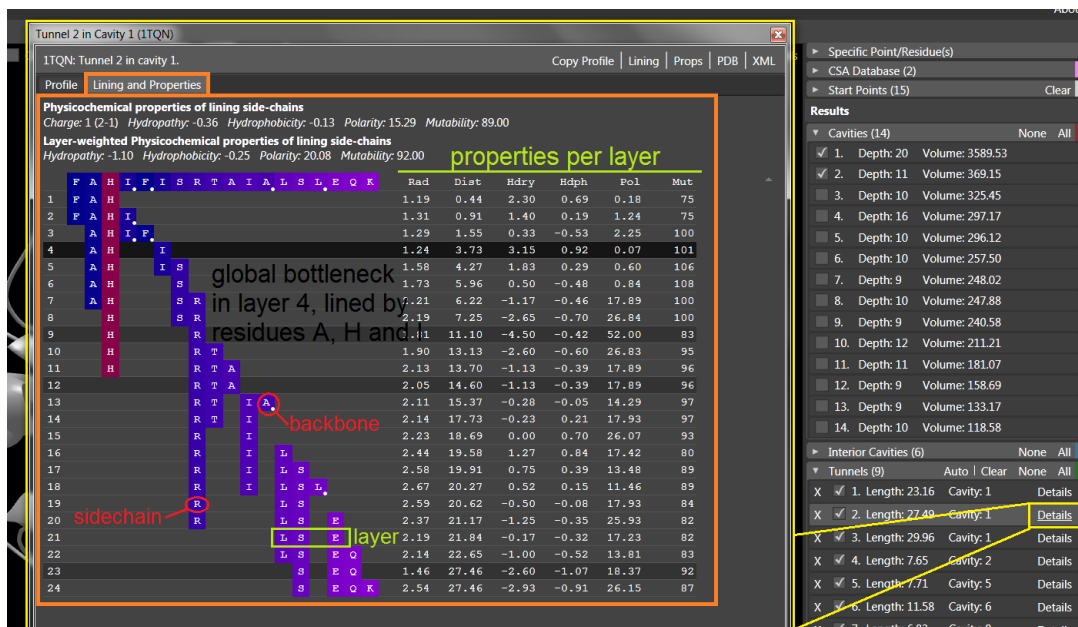 Abou
Tunnel 2 in Cavity 1 (1TQN)
1TQN: Tunnel 2 in cavity 1.
Copy Profile | Lining | Props | PDB | XML
Profile Lining and Properties
Physicochemical properties of lining side-chains
Charge: 1 (2-1) Hydropathy: -0.36 Hydrophobicity: -0.13 Polarity: 15.29 Mutability: 89.00
Layer-weighted Physicochemical properties of lining side-chains
Hydropathy: -1.10 Hydrophobicity: -0.25 Polarity: 20.08 Mutability: 92.00
properties per layer
F A H I F I S R T A I A L S L E Q K Rad Dist Hdry Hdph Pol Mut
1 F A H 1.19 0.44 2.30 0.69 0.18 75
2 F A H I 1.31 0.91 1.40 0.19 1.24 75
3 A H I F 1.29 1.55 0.33 -0.53 2.25 100
4 A H I 1.24 3.73 3.15 0.92 0.07 101
5 A H I S 1.58 4.27 1.83 0.29 0.60 106
6 A H S 1.73 5.96 0.50 -0.48 0.84 108
7 A H S R 2.21 6.22 -1.17 -0.46 17.89 100
8 H S R 2.19 7.25 -2.65 -0.70 26.84 100
9 H R .81 11.10 -4.50 -0.42 52.00 83
10 H R T 1.90 13.13 -2.60 -0.60 26.83 95
11 H R T A 2.13 13.70 -1.13 -0.39 17.89 96
12 R T A 2.05 14.60 -1.13 -0.39 17.89 96
13 R T I A 2.11 15.37 -0.28 -0.05 14.29 97
14 R T I 2.14 17.73 -0.23 0.21 17.93 97
15 R I 2.23 18.69 0.00 0.70 26.07 93
16 R I L 2.44 19.58 1.27 0.84 17.42 80
17 R I L S 2.58 19.91 0.75 0.39 13.48 89
18 R I L S L 2.67 20.27 0.52 0.15 11.46 89
19 R L S 2.59 20.62 -0.50 -0.08 17.93 84
20 R L S E 2.37 21.17 -1.25 -0.35 25.93 82
21 L S E 2.19 21.84 -0.17 -0.32 17.23 82
22 L S E Q 2.14 22.65 -1.00 -0.52 13.81 83
23 S E Q 1.46 27.46 -2.60 -1.07 18.37 92
24 S E Q K 2.54 27.46 -2.93 -0.91 26.15 87
global bottleneck
in layer 4, lined by
residues A, H and I
backbone
sidechain
layer
Specific Point/Residue(s)
CSA Database (2)
Start Points (15) Clear
Results
Cavities (14) None All
1. Depth: 20 Volume: 3589.53
2. Depth: 11 Volume: 369.15
3. Depth: 10 Volume: 325.45
4. Depth: 16 Volume: 297.17
5. Depth: 10 Volume: 296.12
6. Depth: 10 Volume: 257.50
7. Depth: 9 Volume: 248.02
8. Depth: 10 Volume: 247.88
9. Depth: 9 Volume: 240.58
10. Depth: 12 Volume: 211.21
11. Depth: 11 Volume: 181.07
12. Depth: 9 Volume: 158.69
13. Depth: 9 Volume: 133.17
14. Depth: 10 Volume: 118.58
Interior Cavities (6) None All
Tunnels (9) Auto | Clear None All
X 1. Length: 23.16 Cavity: 1 Details
X 2. Length: 27.49 Cavity: 1 Details
X 3. Length: 29.96 Cavity: 1 Details
X 4. Length: 7.65 Cavity: 2 Details
X 5. Length: 7.71 Cavity: 5 Details
X 6. Length: 11.58 Cavity: 6 Details